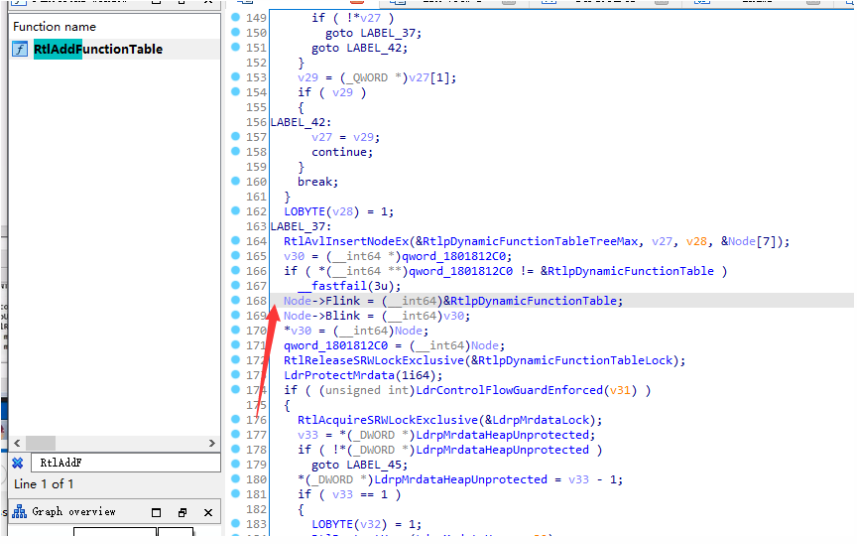 Function name
f RtlAddFunctionTable
RtlAddF
Line 1 of 1
Graph overview
149 if ( !*v27 )
150 goto LABEL_37;
151 goto LABEL_42;
152 }
153 v29 = (_QWORD *)v27[1];
154 if ( v29 )
155 {
156 LABEL_42:
157 v27 = v29;
158 continue;
159 }
160 break;
161 }
162 LOBYTE(v28) = 1;
163 LABEL_37:
164 RtlAvlInsertNodeEx(&RtlpDynamicFunctionTableTreeMax, v27, v28, &Node[7]);
165 v30 = (__int64 *)qword_1801812C0;
166 if ( *(__int64 **)qword_1801812C0 != &RtlpDynamicFunctionTable )
167 __fastfail(3u);
168 Node->Flink = (__int64)&RtlpDynamicFunctionTable;
169 Node->Blink = (__int64)v30;
170 *v30 = (__int64)Node;
171 qword_1801812C0 = (__int64)Node;
172 RtlReleaseSRWLockExclusive(&RtlpDynamicFunctionTableLock);
173 LdrProtectMrdata(1i64);
174 if ( (unsigned int)LdrControlFlowGuardEnforced(v31) )
175 {
176 RtlAcquireSRWLockExclusive(&LdrpMrdataLock);
177 v33 = *(_DWORD *)LdrpMrdataHeapUnprotected;
178 if ( !*(_DWORD *)LdrpMrdataHeapUnprotected )
179 goto LABEL_45;
180 *(_DWORD *)LdrpMrdataHeapUnprotected = v33 - 1;
181 if ( v33 == 1 )
182 {
183 LOBYTE(v32) = 1;